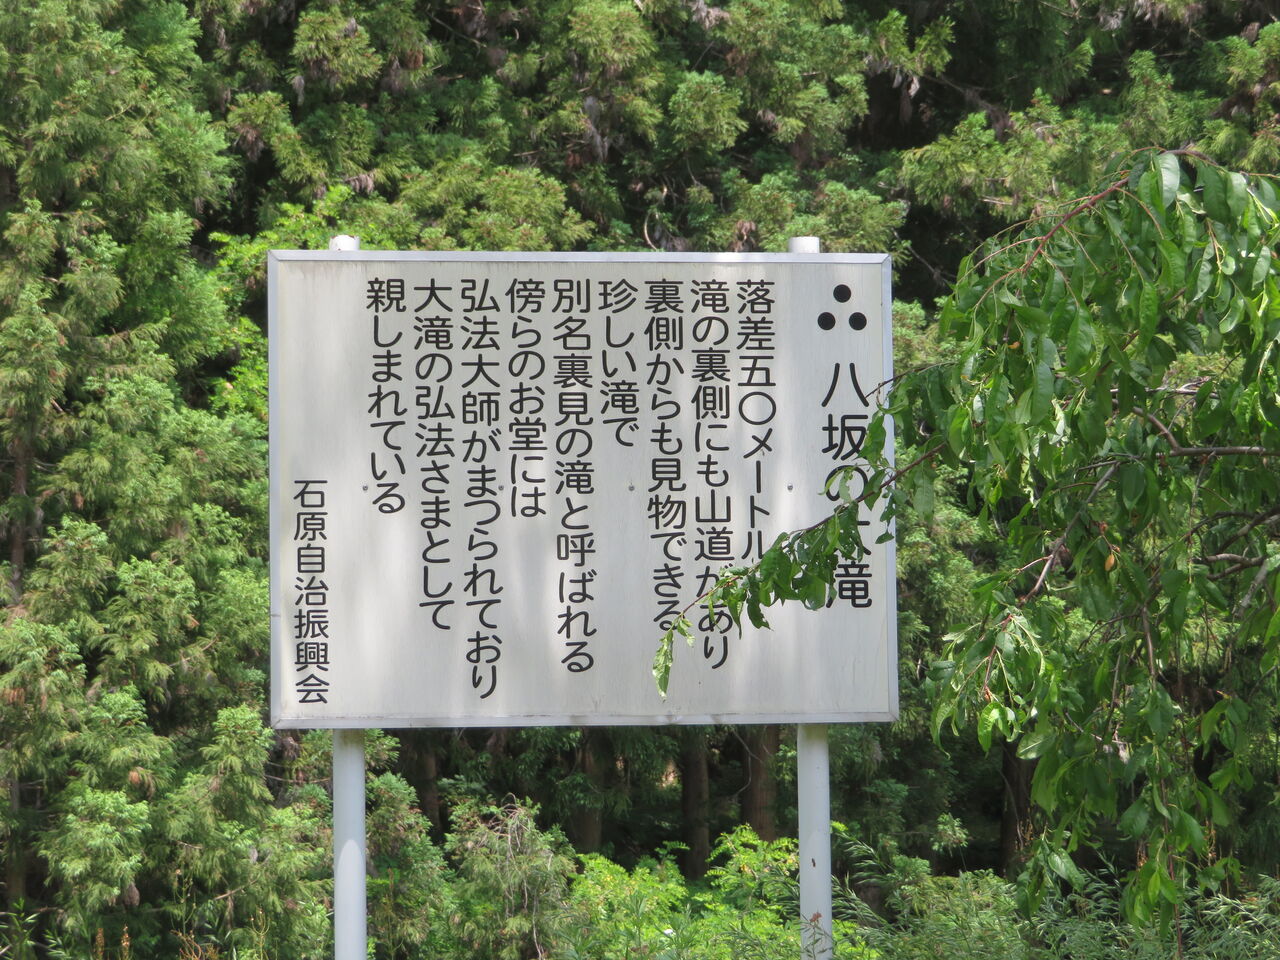 ∴ 八坂の大滝
落差五〇メートル
滝の裏側にも山道があり
裏側からも見物できる
珍しい滝で
別名裏見の滝と呼ばれる
傍らのお堂には
弘法大師がまつられており
大滝の弘法さまとして
親しまれている
石原自治振興会